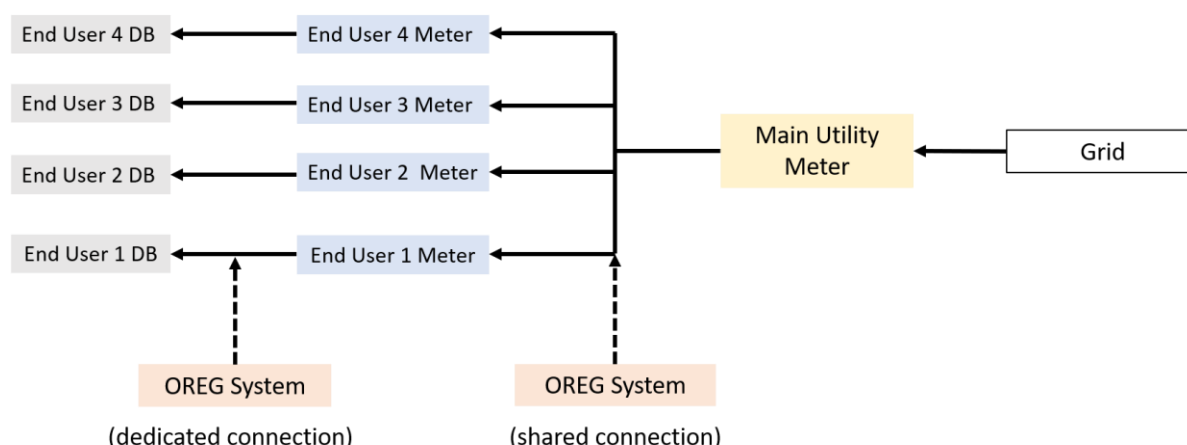 End User 4 DB
End User 4 Meter
End User 3 DB
End User 3 Meter
Main Utility
Meter
Grid
End User 2 DB
End User 2 Meter
End User 1 DB
End User 1 Meter
OREG System
OREG System
(dedicated connection)
(shared connection)